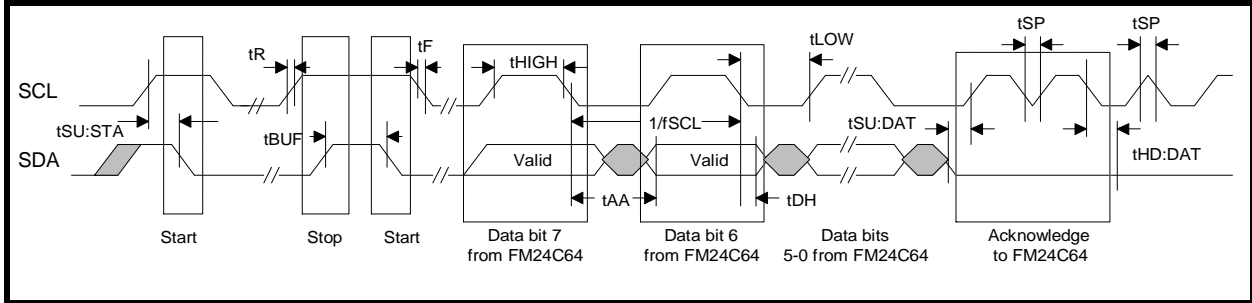 tSP
tSP
tR
tF
tHIGH
tLOW
SCL
tSU:STA
tBUF
1/fSCL
tSU:DAT
tHD:DAT
SDA
Valid
Valid
tAA
tDH
Start
Stop
Start
Data bit 7
from FM24C64
Data bit 6
from FM24C64
Data bits
5-0 from FM24C64
Acknowledge
to FM24C64